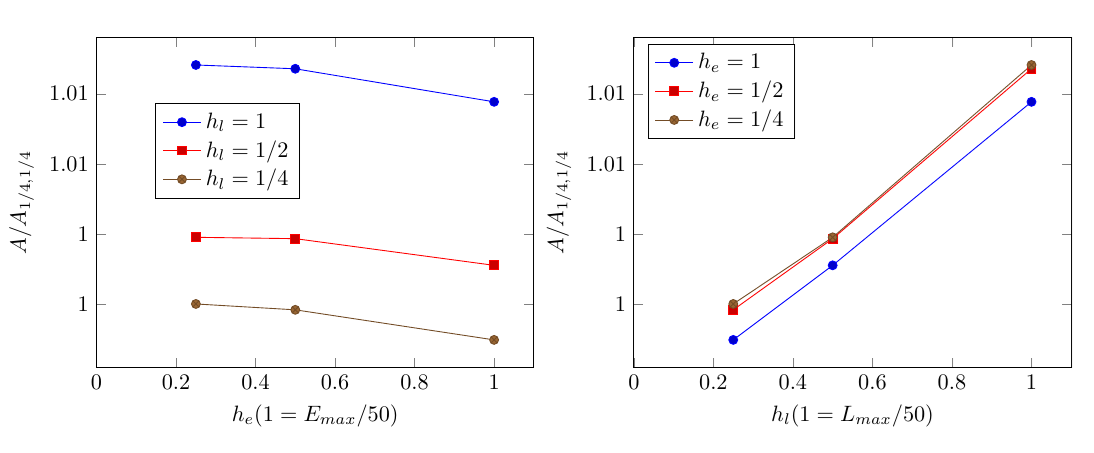 1.01
1.01
1
1
0
0.2
0.4
0.6
0.8
1
A/A_{1/4,1/4}
h_e(1 = E_{max}/50)
h_l = 1
h_l = 1/2
h_l = 1/4
1.01
1.01
1
1
0
0.2
0.4
0.6
0.8
1
A/A_{1/4,1/4}
h_l(1 = L_{max}/50)
h_e = 1
h_e = 1/2
h_e = 1/4